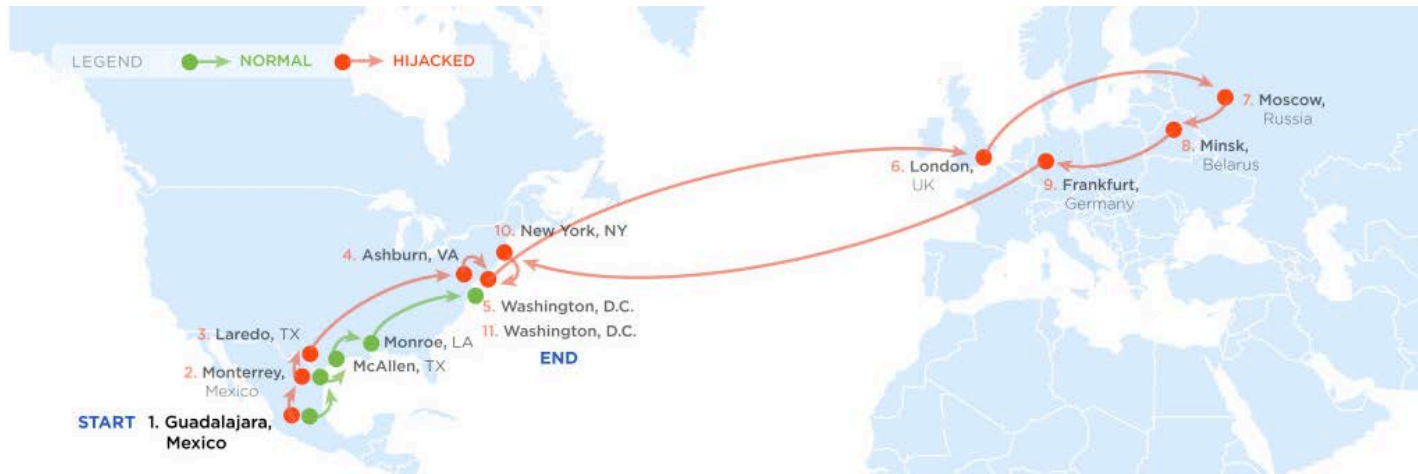 LEGEND NORMAL HIJACKED
7. Moscow,
Russia
8. Minsk,
Belarus
6. London,
UK
9. Frankfurt,
Germany
10. New York, NY
4. Ashburn, VA
5. Washington, D.C.
11. Washington, D.C.
END
3. Laredo, TX
Monroe, LA
McAllen, TX
2. Monterrey,
Mexico
START 1. Guadalajara,
Mexico